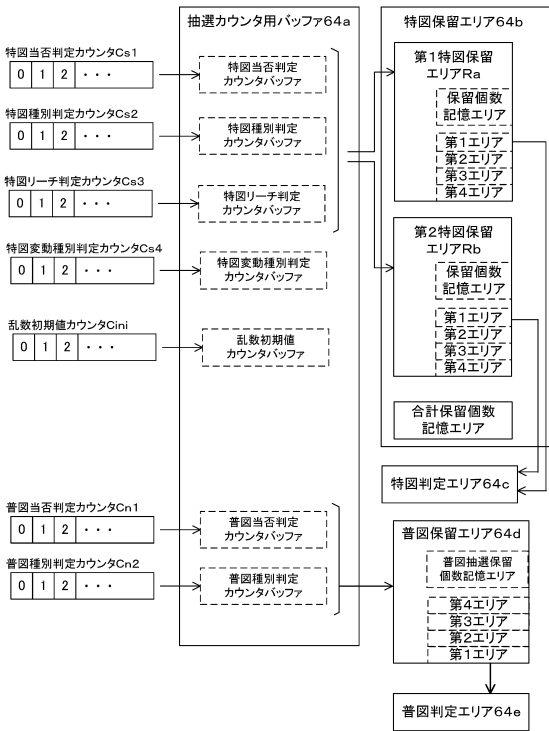 抽選カウンタ用バッファ64a
特図当否判定カウンタCs1
0 1 2 ・・・
特図当否判定
カウンタバッファ
特図種別判定カウンタCs2
0 1 2 ・・・
特図種別判定
カウンタバッファ
特図リーチ判定カウンタCs3
0 1 2 ・・・
特図リーチ判定
カウンタバッファ
特図変動種別判定カウンタCs4
0 1 2 ・・・
特図変動種別判定
カウンタバッファ
乱数初期値カウンタCini
0 1 2 ・・・
乱数初期値
カウンタバッファ
普図当否判定カウンタCn1
0 1 2 ・・・
普図当否判定
カウンタバッファ
普図種別判定カウンタCn2
0 1 2 ・・・
普図種別判定
カウンタバッファ
特図保留エリア64b
第1特図保留
エリアRa
保留個数
記憶エリア
第1エリア
第2エリア
第3エリア
第4エリア
第2特図保留
エリアRb
保留個数
記憶エリア
第1エリア
第2エリア
第3エリア
第4エリア
合計保留個数
記憶エリア
特図判定エリア64c
普図保留エリア64d
普図抽選保留
個数記憶エリア
第4エリア
第3エリア
第2エリア
第1エリア
普図判定エリア64e